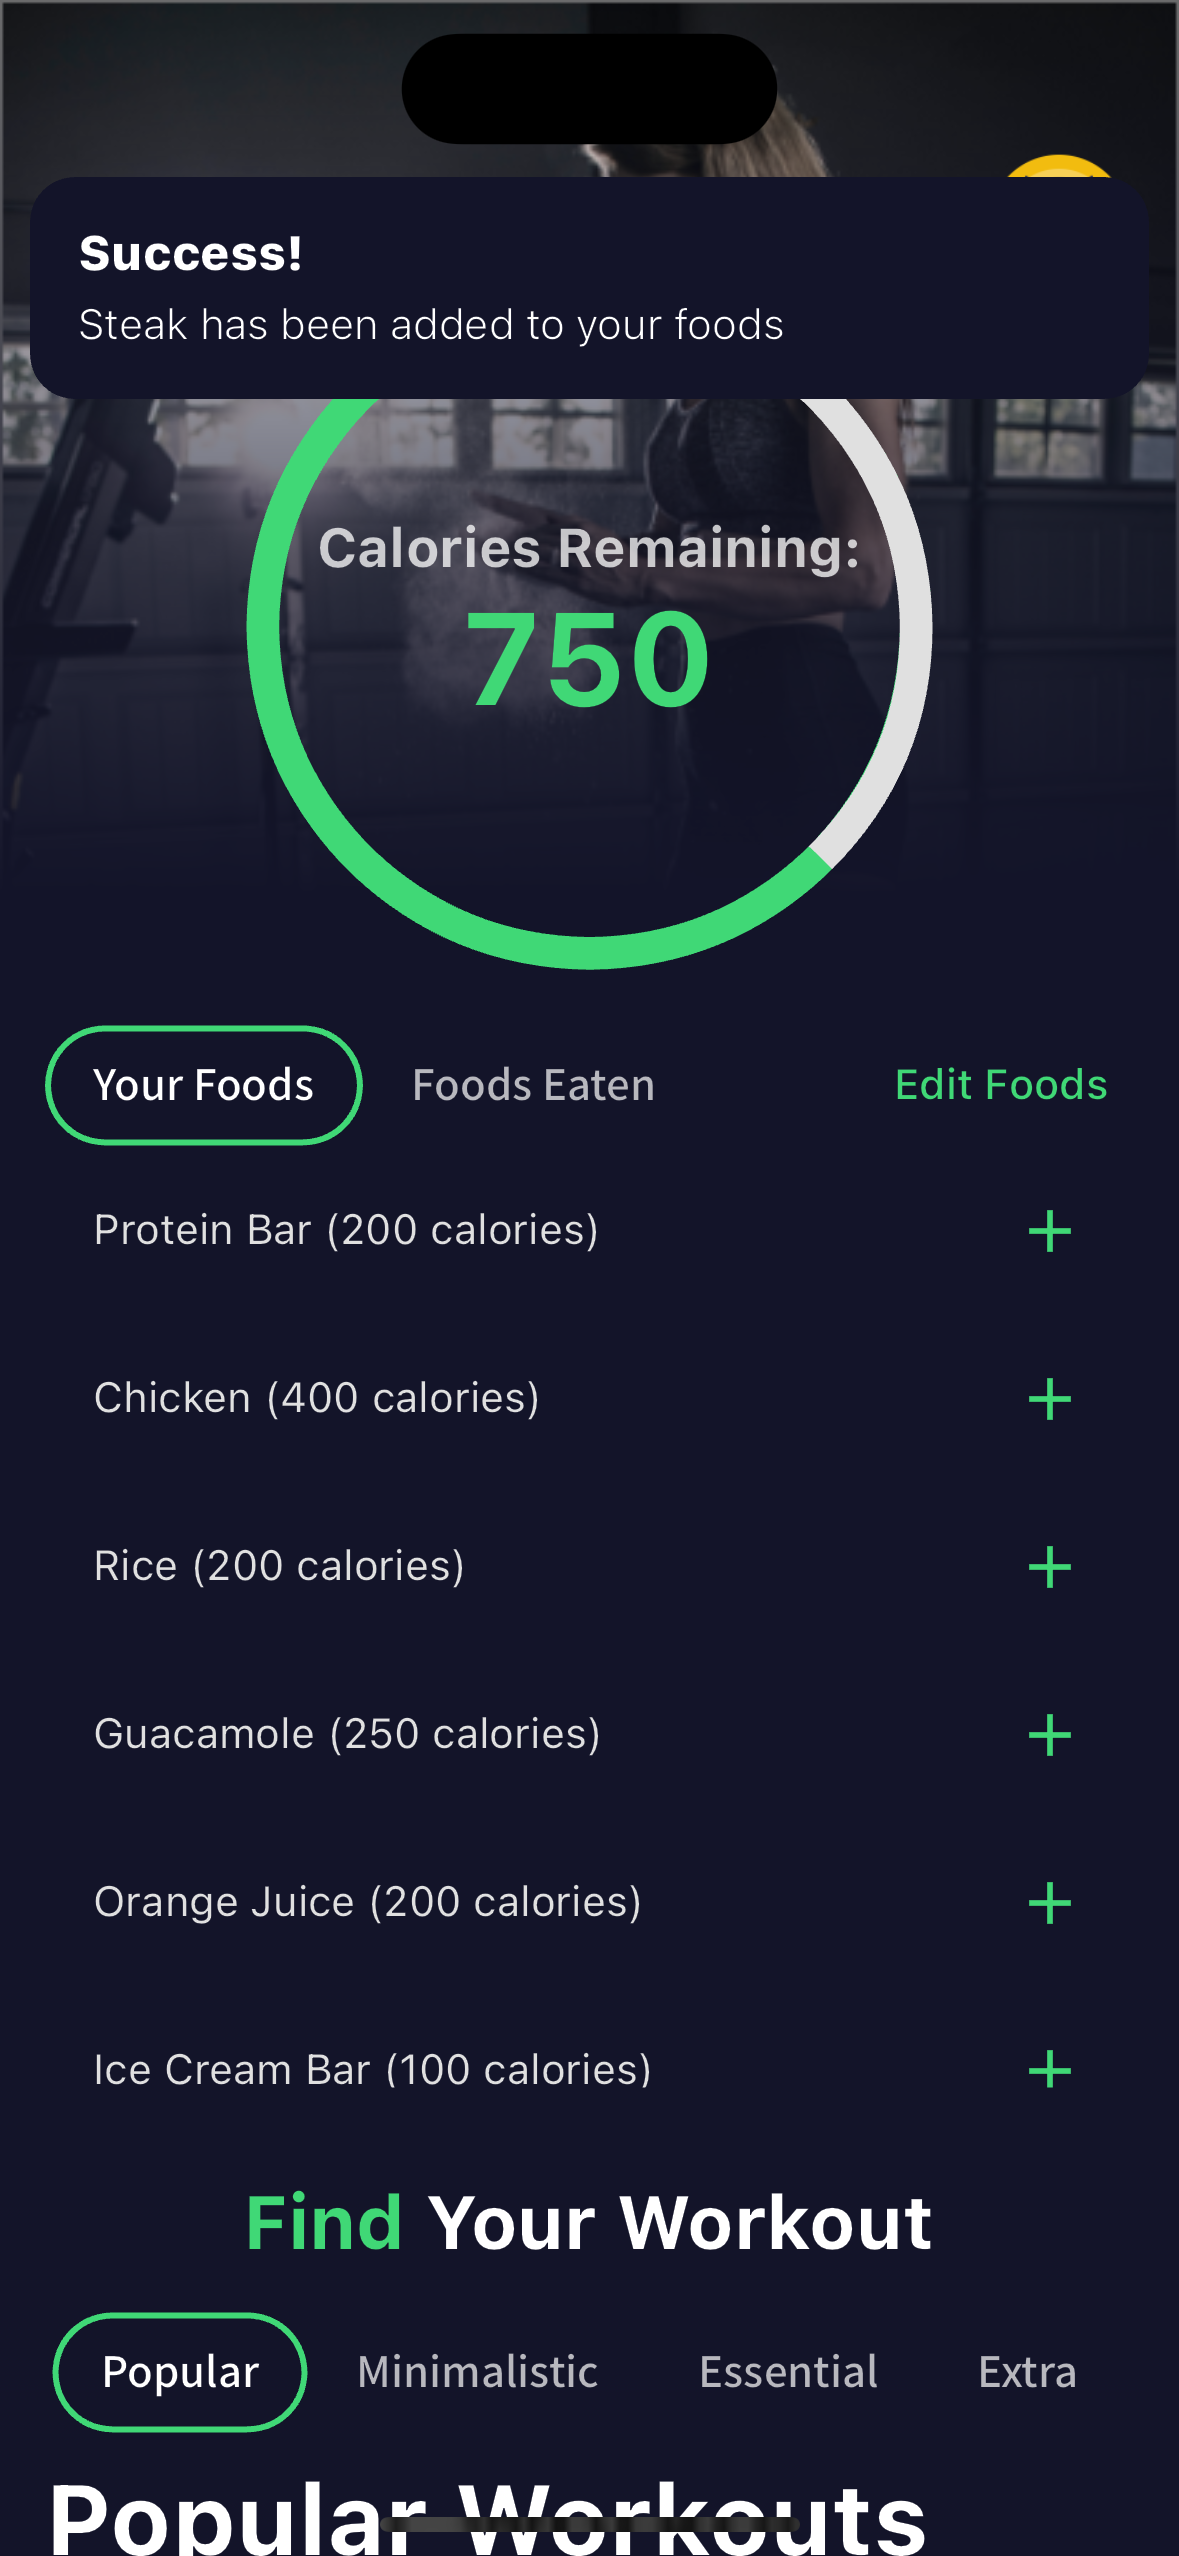 Success!
Steak has been added to your foods
Calories Remaining:
750
Your Foods
Foods Eaten
Edit Foods
Protein Bar (200 calories)
Chicken (400 calories)
Rice (200 calories)
Guacamole (250 calories)
Orange Juice (200 calories)
Ice Cream Bar (100 calories)
Find Your Workout
Popular
Minimalistic
Essential
Extra
Popular Workouts